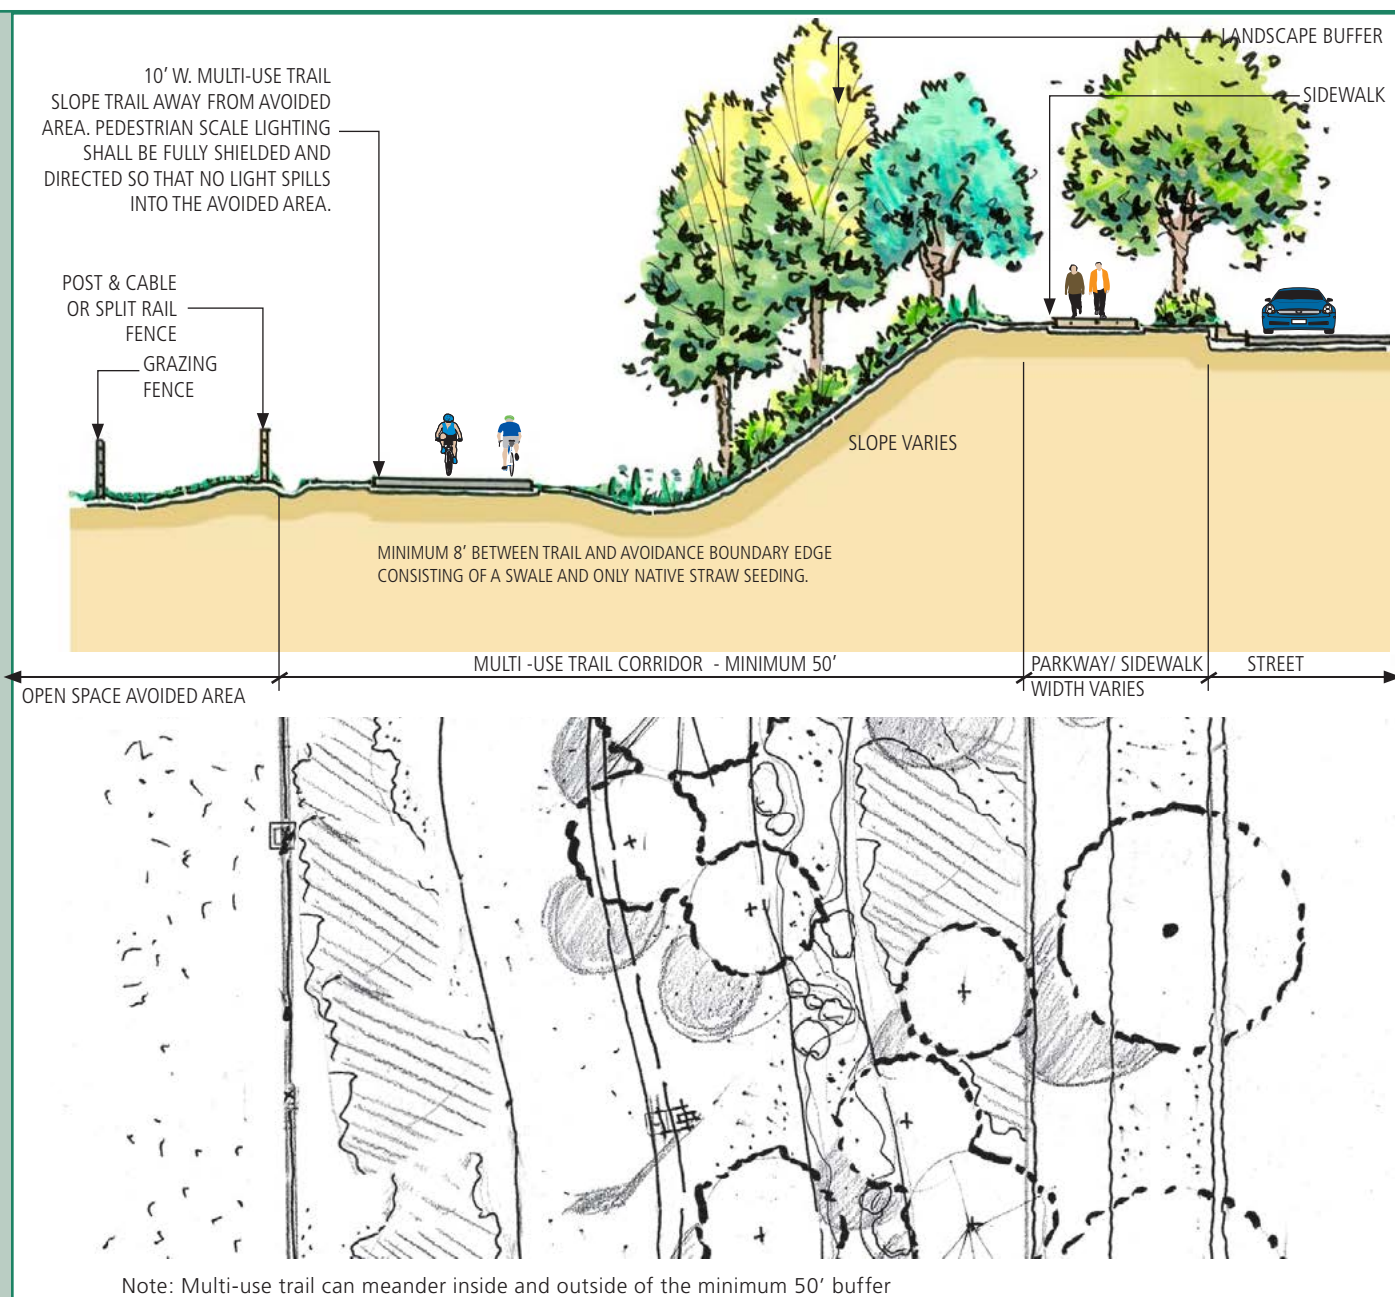 LANDSCAPE BUFFER
10' W. MULTI-USE TRAIL
SLOPE TRAIL AWAY FROM AVOIDED
AREA. PEDESTRIAN SCALE LIGHTING
SHALL BE FULLY SHIELDED AND
DIRECTED SO THAT NO LIGHT SPILLS
INTO THE AVOIDED AREA.
SIDEWALK
POST & CABLE
OR SPLIT RAIL
FENCE
GRAZING
FENCE
SLOPE VARIES
MINIMUM 8' BETWEEN TRAIL AND AVOIDANCE BOUNDARY EDGE
CONSISTING OF A SWALE AND ONLY NATIVE STRAW SEEDING.
OPEN SPACE AVOIDED AREA
MULTI -USE TRAIL CORRIDOR - MINIMUM 50'
PARKWAY/ SIDEWALK
WIDTH VARIES
STREET
Note: Multi-use trail can meander inside and outside of the minimum 50' buffer